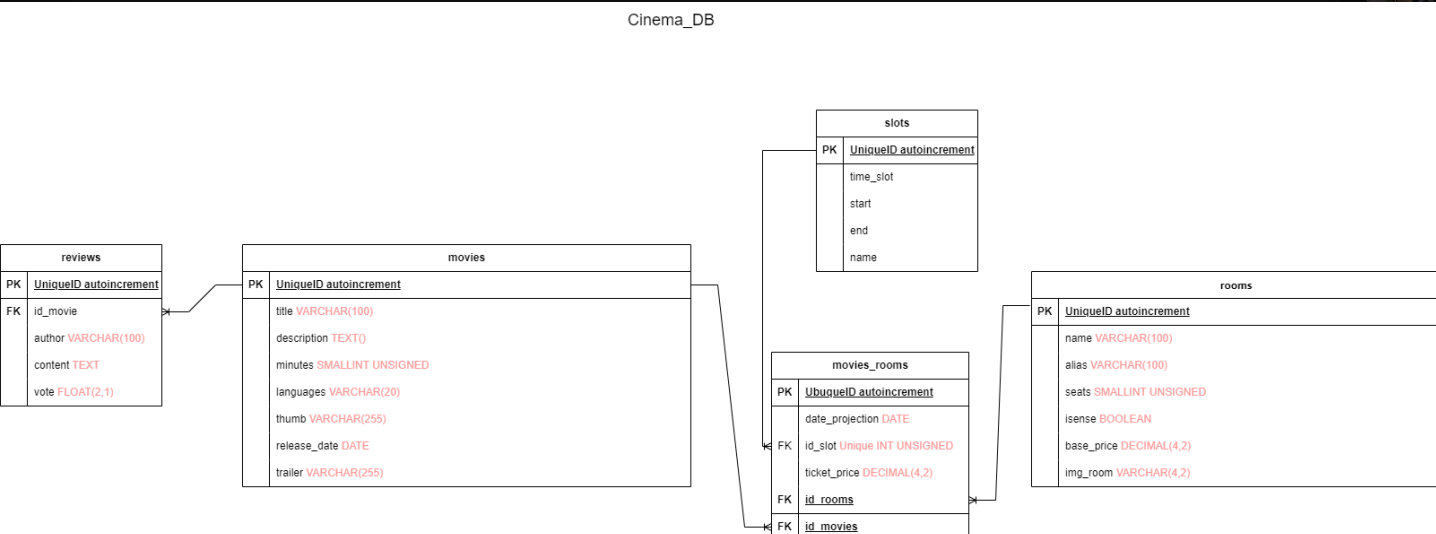 Cinema_DB
slots
PK UniqueID autoincrement
time_slot
start
end
name
reviews
PK UniqueID autoincrement
FK id_movie
author VARCHAR(100)
content TEXT
vote FLOAT(2,1)
movies
PK UniqueID autoincrement
title VARCHAR(100)
description TEXT()
minutes SMALLINT UNSIGNED
languages VARCHAR(20)
thumb VARCHAR(255)
release_date DATE
trailer VARCHAR(255)
movies_rooms
PK UbuqueID autoincrement
date_projection DATE
FK id_slot Unique INT UNSIGNED
ticket_price DECIMAL(4,2)
FK id_rooms
FK id_movies
rooms
PK UniqueID autoincrement
name VARCHAR(100)
alias VARCHAR(100)
seats SMALLINT UNSIGNED
isense BOOLEAN
base_price DECIMAL(4,2)
img_room VARCHAR(4,2)